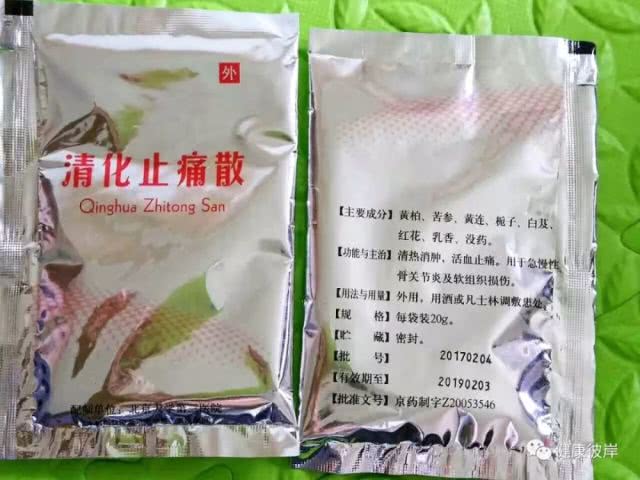 外
清化止痛散
Qinghua Zhitong San
【主要成分】黄柏、苦参、黄连、栀子、白及、
红花、乳香、没药。
【功能与主治】清热消肿,活血止痛。用于急慢性
骨关节炎及软组织损伤。
【用法与用量】外用,用酒或凡士林调敷患处
【规 格】每袋装20g。
【贮 藏】密封。
【批 号】 20170204
【有效期至】 20190203
【批准文号】京药制字Z20053546
配制单位:
健康彼岸